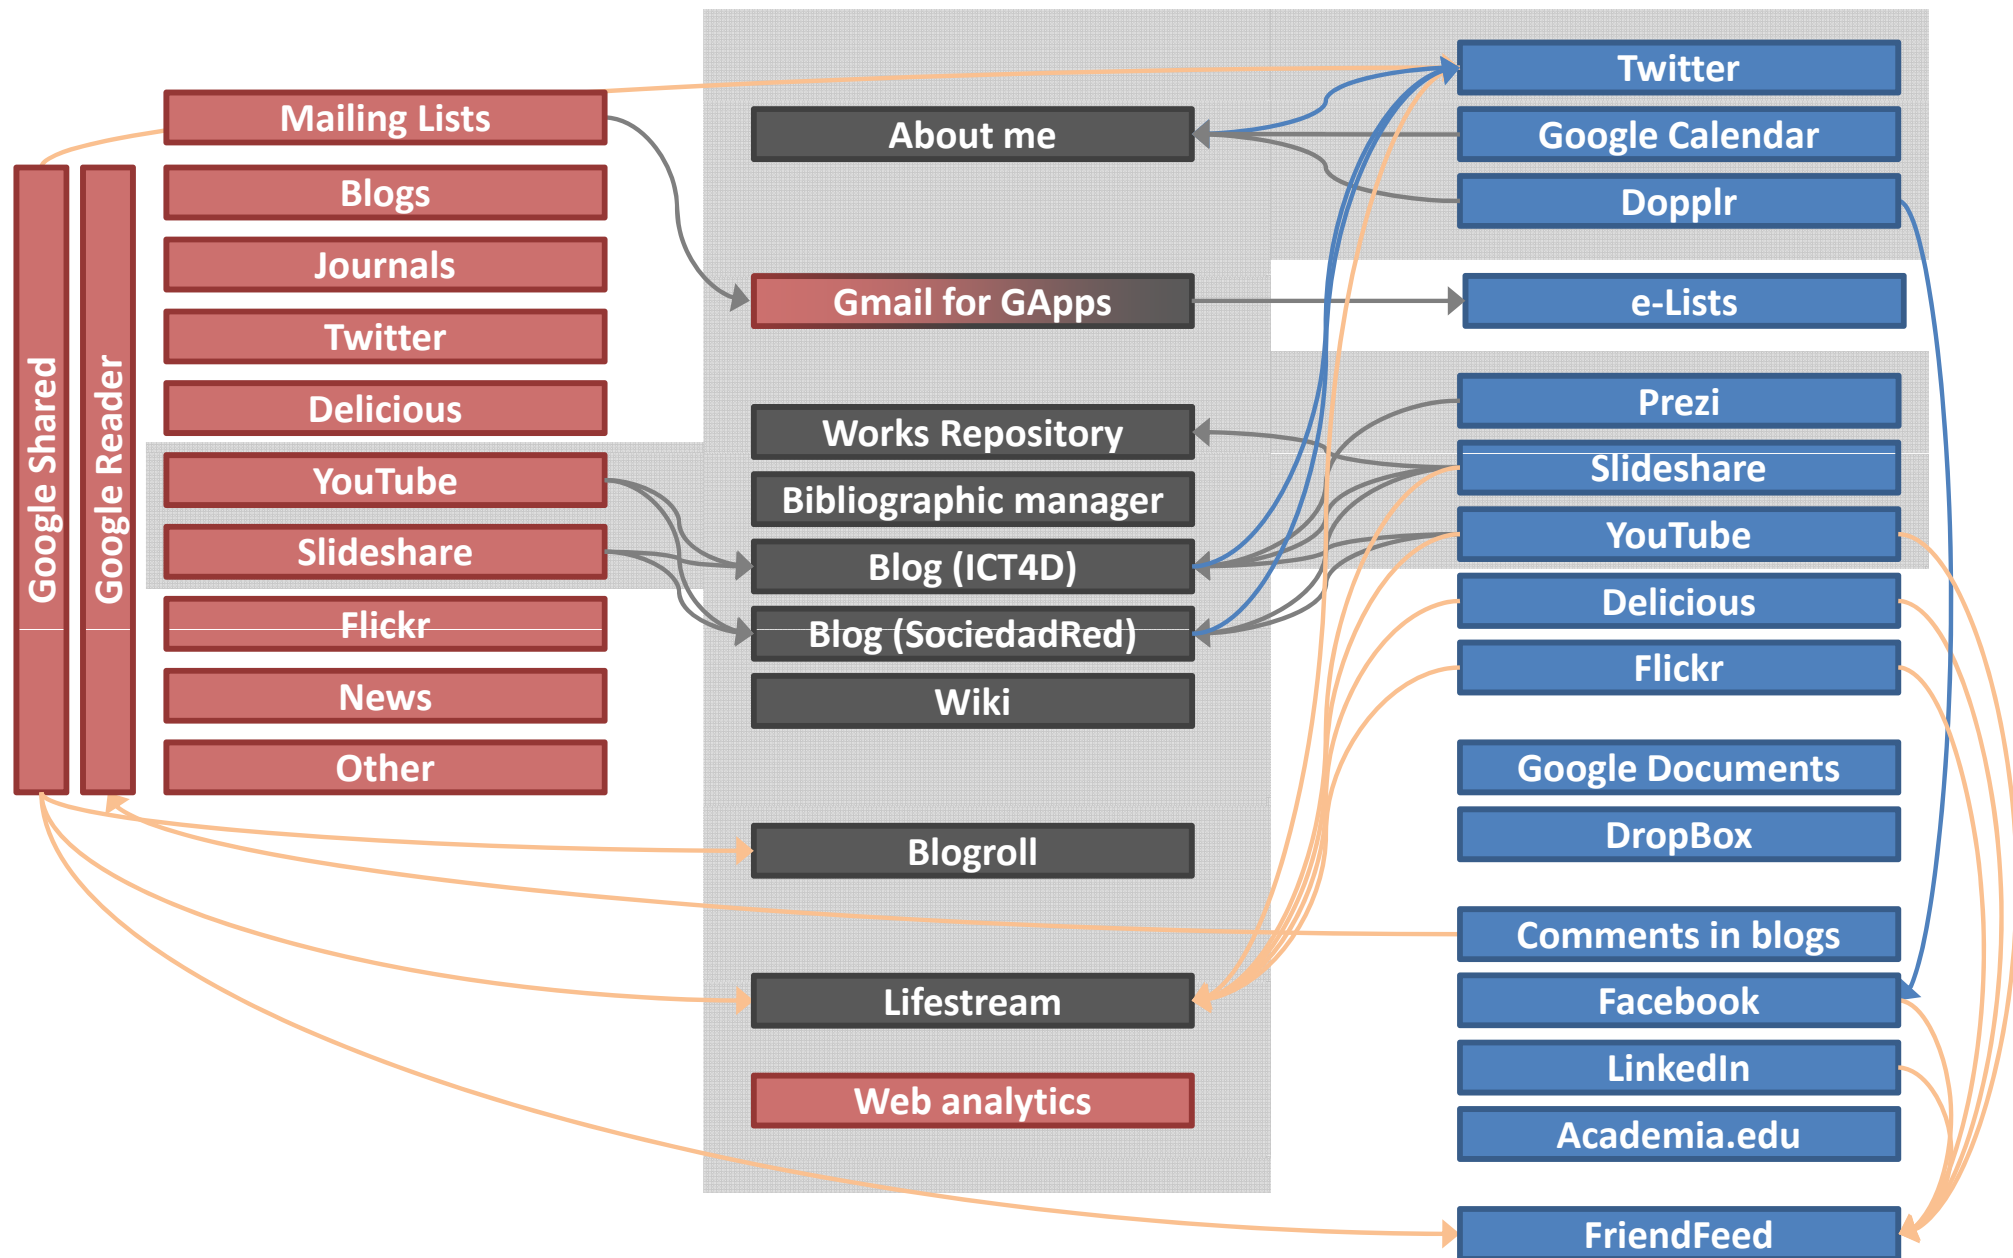 Google Shared
Google Reader
Mailing Lists
Blogs
Journals
Twitter
Delicious
YouTube
Slideshare
Flickr
News
Other
About me
Gmail for GApps
Works Repository
Bibliographic manager
Blog (ICT4D)
Blog (SociedadRed)
Wiki
Blogroll
Lifestream
Web analytics
Twitter
Google Calendar
Dopplr
e-Lists
Prezi
Slideshare
YouTube
Delicious
Flickr
Google Documents
DropBox
Comments in blogs
Facebook
LinkedIn
Academia.edu
FriendFeed